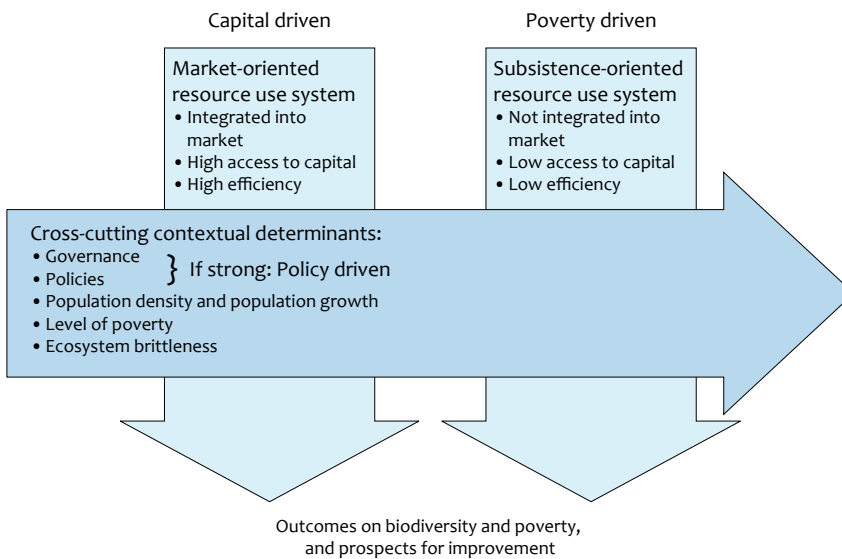 Capital driven
Poverty driven
Market-oriented
resource use system
• Integrated into
market
• High access to capital
• High efficiency
Subsistence-oriented
resource use system
• Not integrated into
market
• Low access to capital
• Low efficiency
Cross-cutting contextual determinants:
• Governance
• Policies
} If strong: Policy driven
• Population density and population growth
• Level of poverty
• Ecosystem brittleness
Outcomes on biodiversity and poverty,
and prospects for improvement